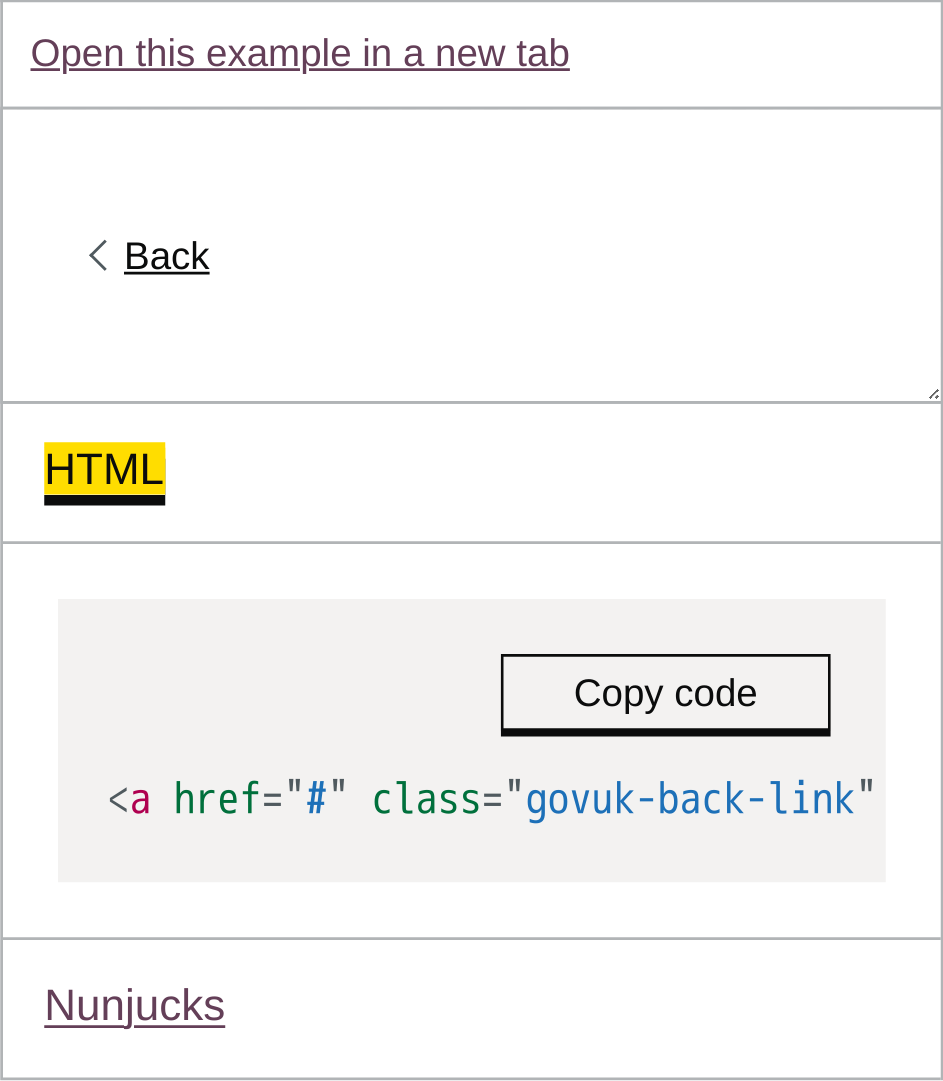 Open this example in a new tab
Back
HTML
Copy code
<a href="#" class="govuk-back-link"
Nunjucks